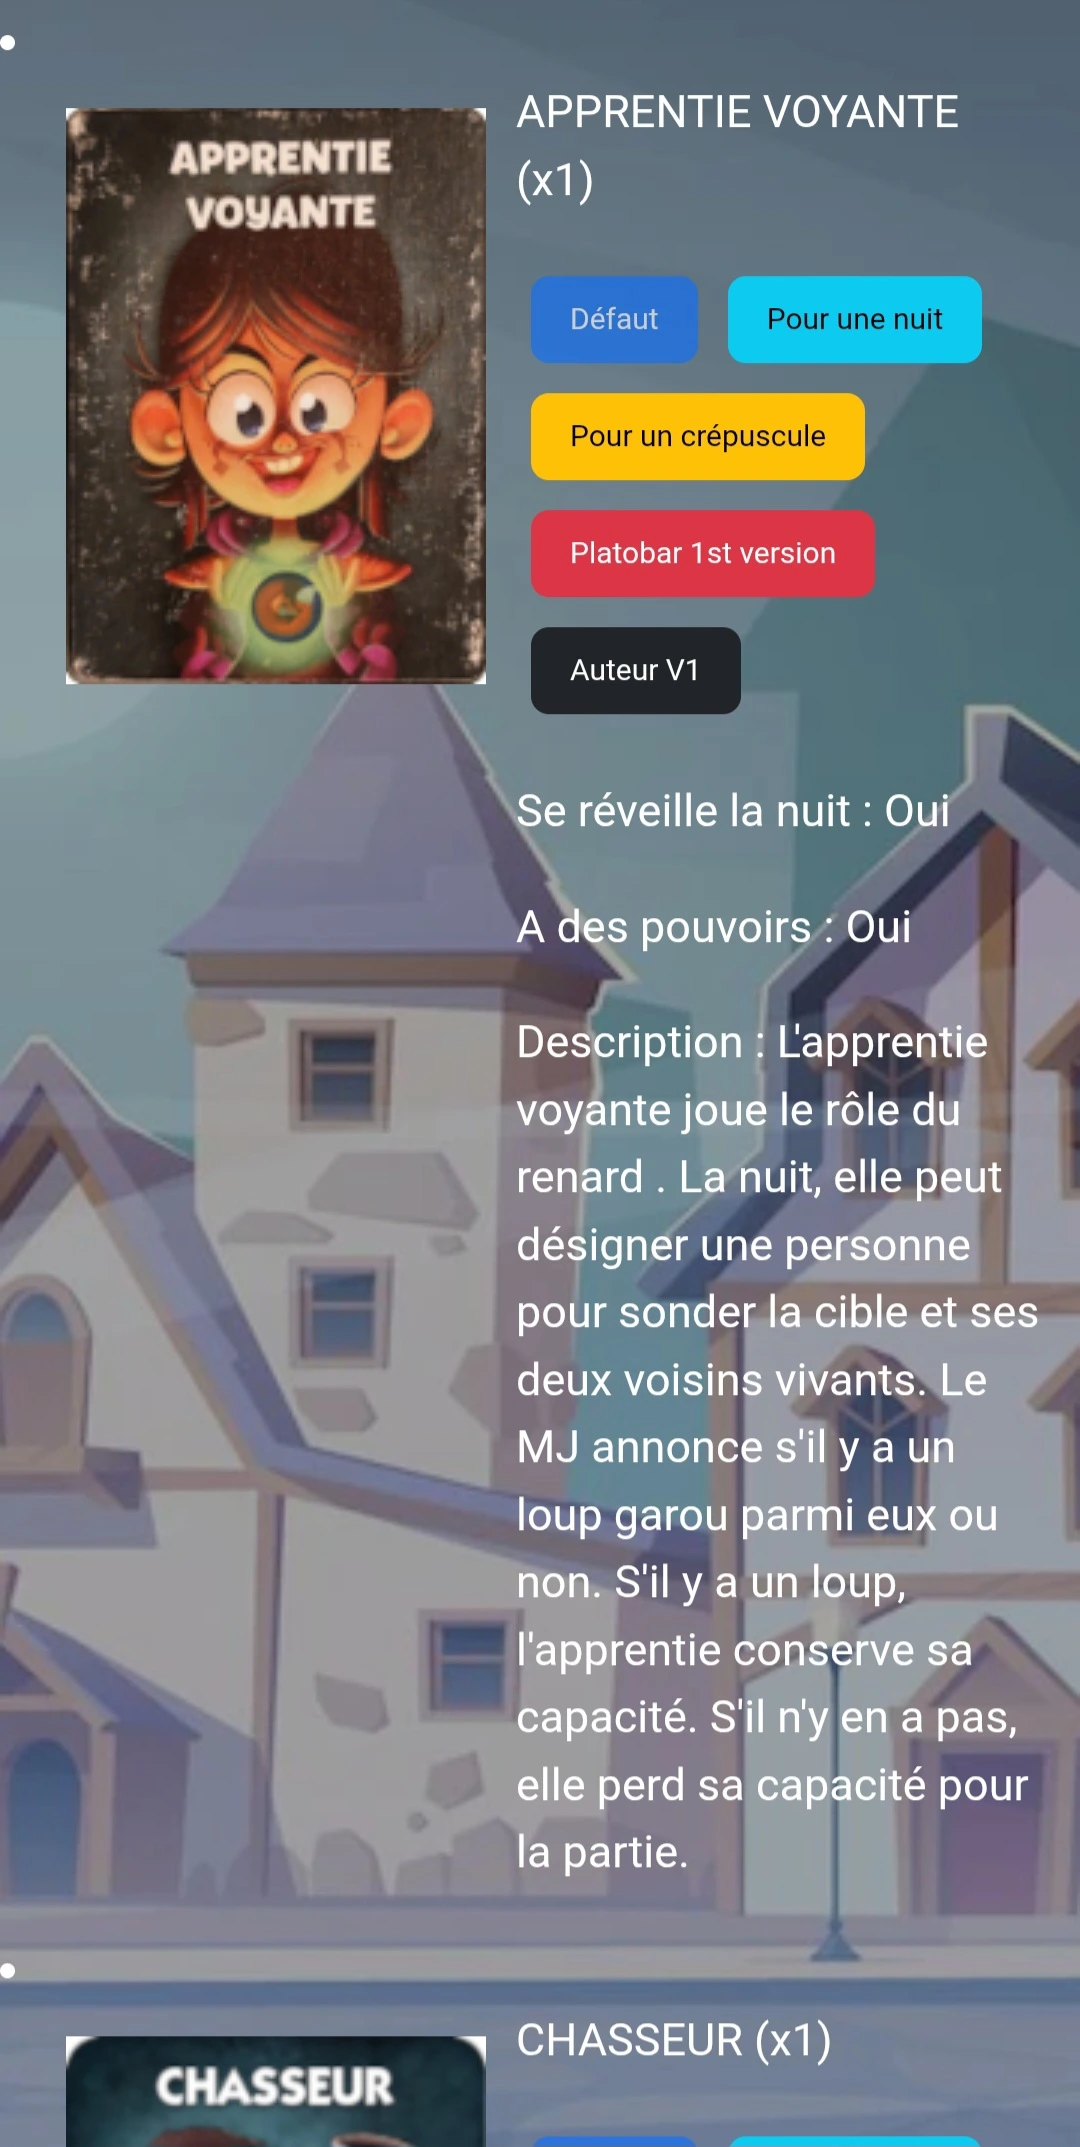 APPRENTIE
VOYANTE
APPRENTIE VOYANTE
(x1)
Défaut
Pour une nuit
Pour un crépuscule
Platobar 1st version
Auteur V1
Se réveille la nuit : Oui
A des pouvoirs : Oui
Description : L'apprentie
voyante joue le rôle du
renard . La nuit, elle peut
désigner une personne
pour sonder la cible et ses
deux voisins vivants. Le
MJ annonce s'il y a un
loup garou parmi eux ou
non. S'il y a un loup,
l'apprentie conserve sa
capacité. S'il n'y en a pas,
elle perd sa capacité pour
la partie.
CHASSEUR
CHASSEUR (x1)